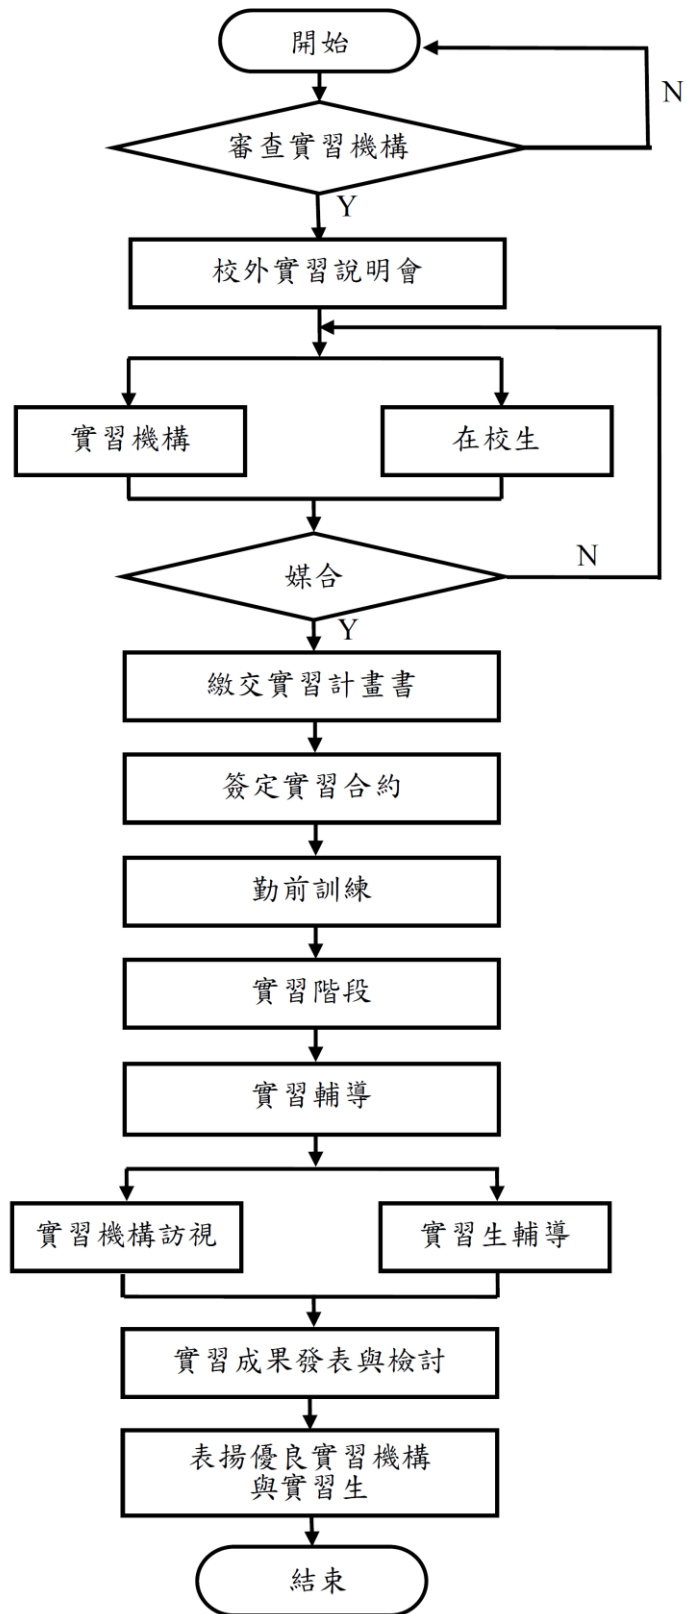 開始
N
審查實習機構
Y
校外實習說明會
實習機構
在校生
媒合
N
Y
繳交實習計畫書
簽定實習合約
勤前訓練
實習階段
實習輔導
實習機構訪視
實習生輔導
實習成果發表與檢討
表揚優良實習機構
與實習生
結束